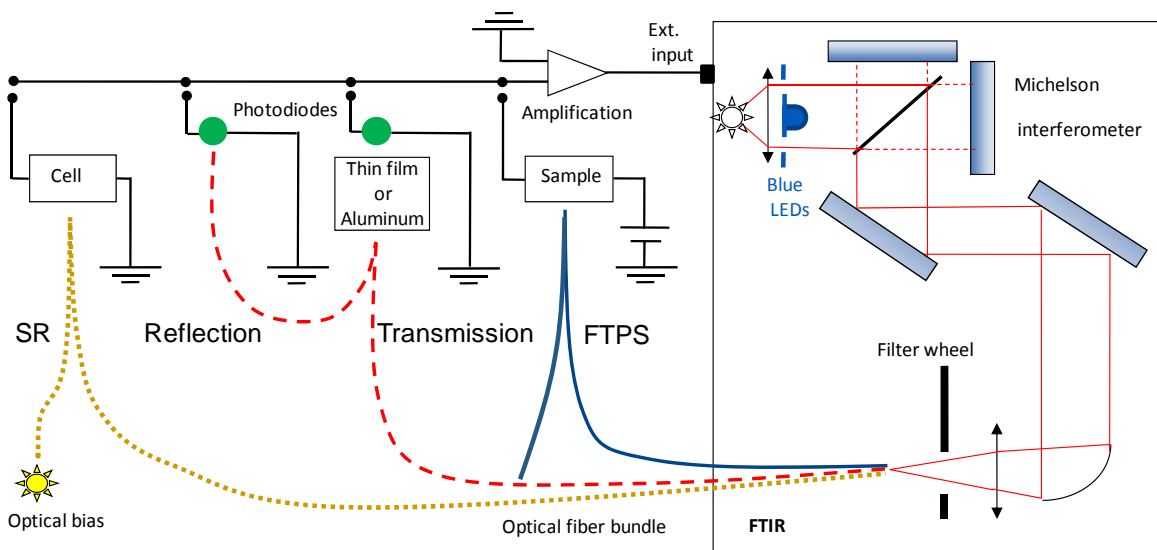 Ext.
input
Photodiodes
Amplification
Michelson
interferometer
Cell
Thin film
or
Aluminum
Sample
Blue
LEDs
SR
Reflection
Transmission
FTPS
Filter wheel
Optical bias
Optical fiber bundle
FTIR